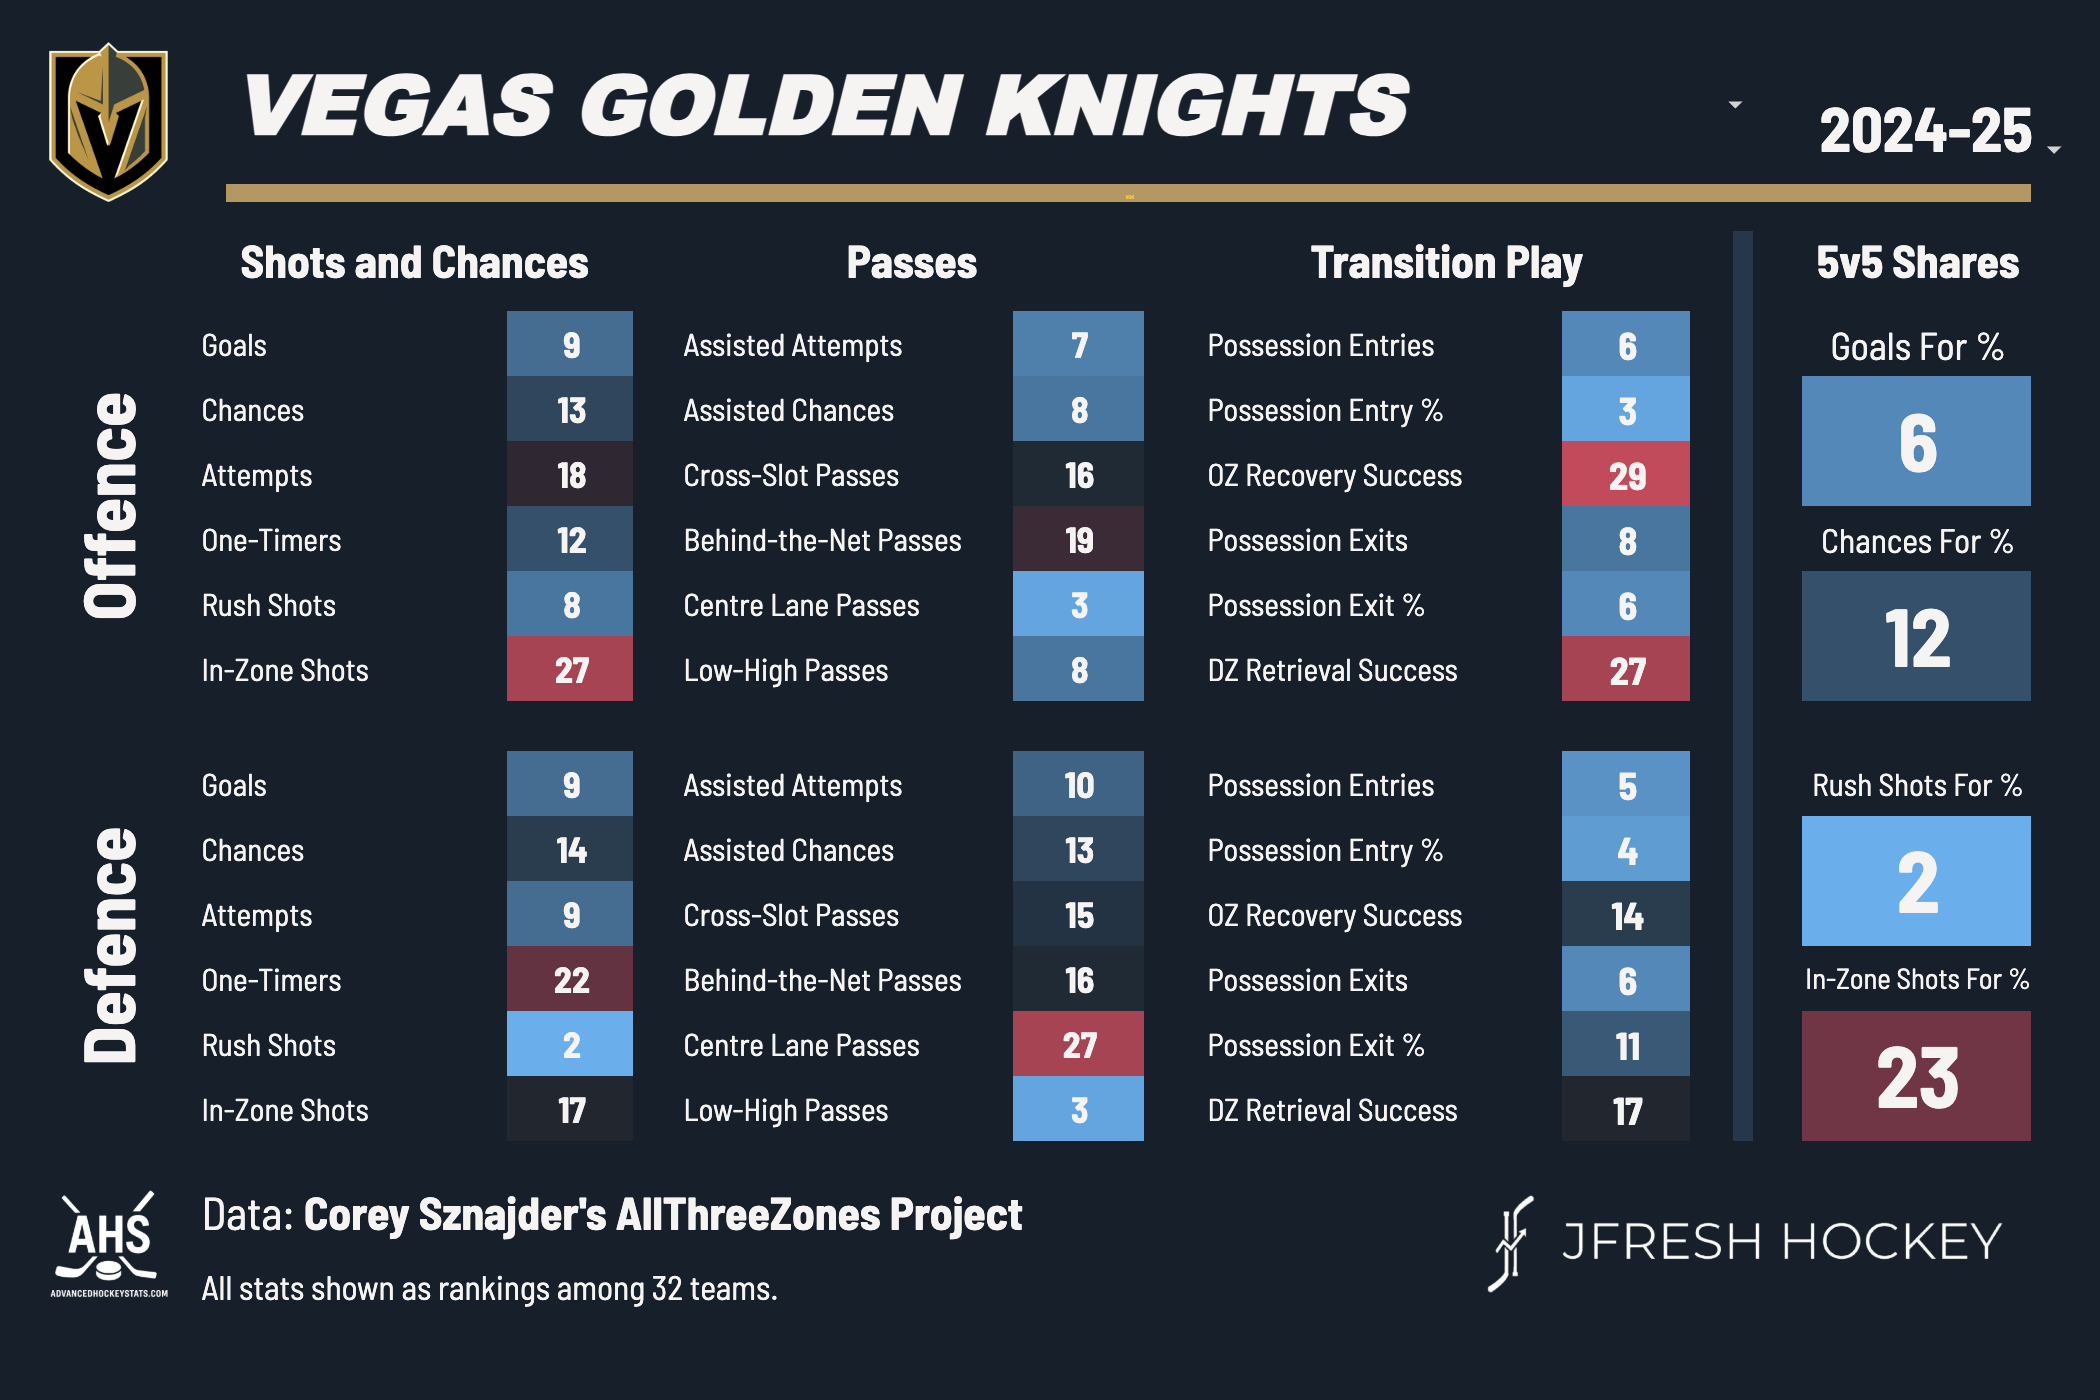 VEGAS GOLDEN KNIGHTS
2024-25
Shots and Chances Passes Transition Play 5v5 Shares
Offence
Goals 9 Assisted Attempts 7 Possession Entries 6 Goals For %
Chances 13 Assisted Chances 8 Possession Entry % 3
6
Attempts 18 Cross-Slot Passes 16 OZ Recovery Success 29
One-Timers 12 Behind-the-Net Passes 19 Possession Exits 8 Chances For %
Rush Shots 8 Centre Lane Passes 3 Possession Exit % 6
12
In-Zone Shots 27 Low-High Passes 8 DZ Retrieval Success 27
Defence
Goals 9 Assisted Attempts 10 Possession Entries 5 Rush Shots For %
Chances 14 Assisted Chances 13 Possession Entry % 4
2
Attempts 9 Cross-Slot Passes 15 OZ Recovery Success 14
One-Timers 22 Behind-the-Net Passes 16 Possession Exits 6 In-Zone Shots For %
Rush Shots 2 Centre Lane Passes 27 Possession Exit % 11
23
In-Zone Shots 17 Low-High Passes 3 DZ Retrieval Success 17
AHS
ADVANCEDHOCKEYSTATS.COM
Data: Corey Sznajder's AllThreeZones Project
All stats shown as rankings among 32 teams.
JFRESH HOCKEY